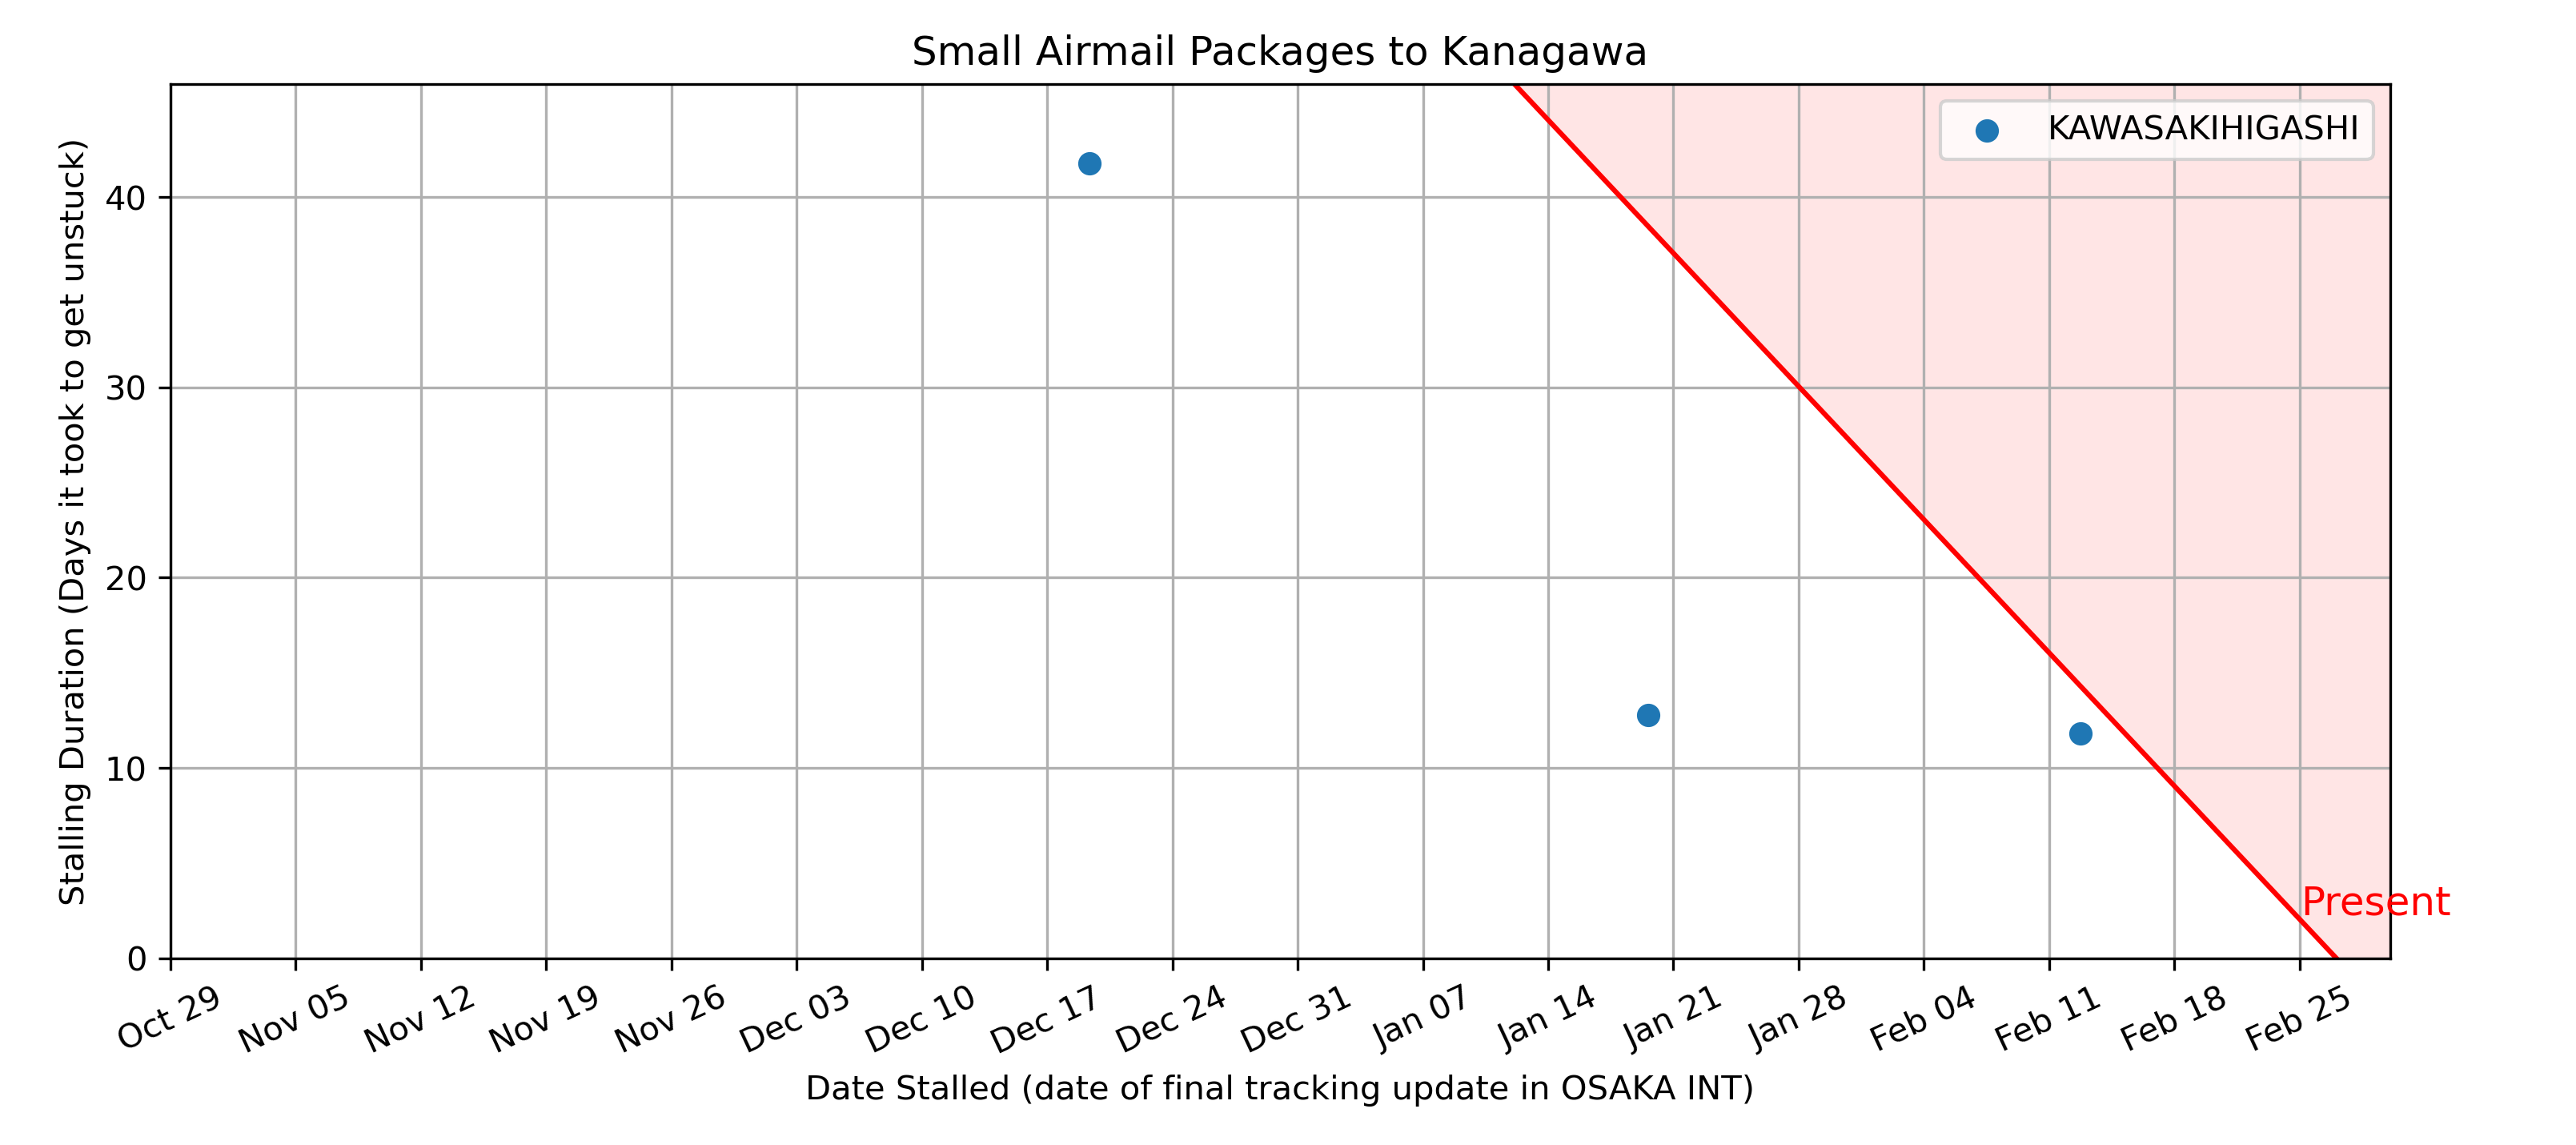 Small Airmail Packages to Kanagawa
KAWASAKIHIGASHI
Stalling Duration (Days it took to get unstuck)
40
30
20
10
0
Present
Oct 29 Nov 05 Nov 12 Nov 19 Nov 26 Dec 03 Dec 10 Dec 17 Dec 24 Dec 31 Jan 07 Jan 14 Jan 21 Jan 28 Feb 04 Feb 11 Feb 18 Feb 25
Date Stalled (date of final tracking update in OSAKA INT)